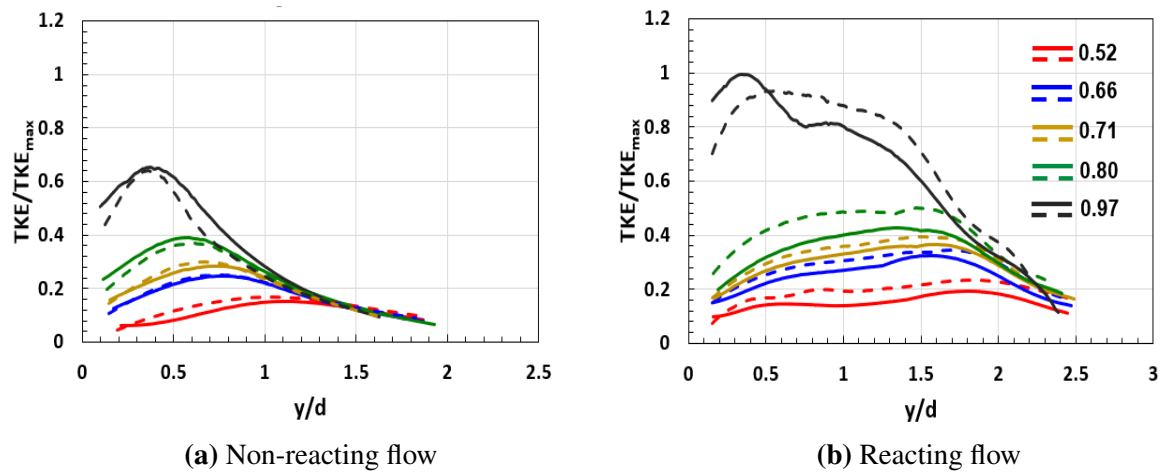 1.2
1
0.8
0.6
0.4
0.2
0
TKE/TKEmax
0 0.5 1 1.5 2 2.5
y/d
(a) Non-reacting flow
1.2
1
0.8
0.6
0.4
0.2
0
TKE/TKEmax
0 0.5 1 1.5 2 2.5 3
y/d
0.52
0.66
0.71
0.80
0.97
(b) Reacting flow